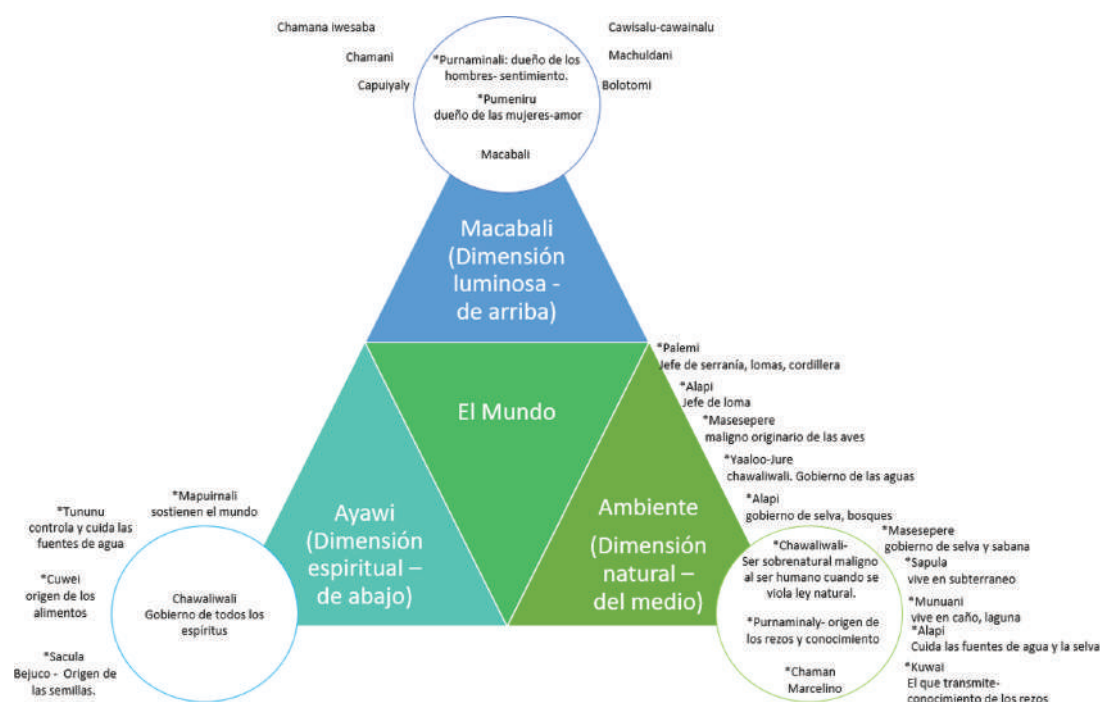 Chamana iwesaba
Chamani
Capuiyaly
*Purnaminali: dueño de los
hombres- sentimiento.
*Pumeniru
dueño de las mujeres-amor
Macabali
Cawisalu-cawainalu
Machuldani
Bolotomi
Macabali
(Dimensión
luminosa -
de arriba)
El Mundo
*Palemi
Jefe de serranía, lomas, cordillera
*Alapi
Jefe de loma
*Masesepere
maligno originario de las aves
*Yaaloo-Jure
chawaliwali. Gobierno de las aguas
*Alapi
gobierno de selva, bosques
*Masesepere
gobierno de selva y sabana
*Sapula
vive en subterraneo
*Munuani
vive en caño, laguna
*Alapi
Cuida las fuentes de agua y la selva
*Kuwai
El que transmite-
conocimiento de los rezos
Ambiente
(Dimensión
natural –
del medio)
*Chawaliwali-
Ser sobrenatural maligno
al ser humano cuando se
viola ley natural.
*Purnaminaly- origen de
los rezos y conocimiento
*Chaman
Marcelino
Ayawi
(Dimensión
espiritual –
de abajo)
*Mapuirnali
sostienen el mundo
*Tununu
controla y cuida las
fuentes de agua
*Cuwei
origen de los
alimentos
*Sacula
Bejuco - Origen de
las semillas.
Chawaliwali
Gobierno de todos los
espíritus